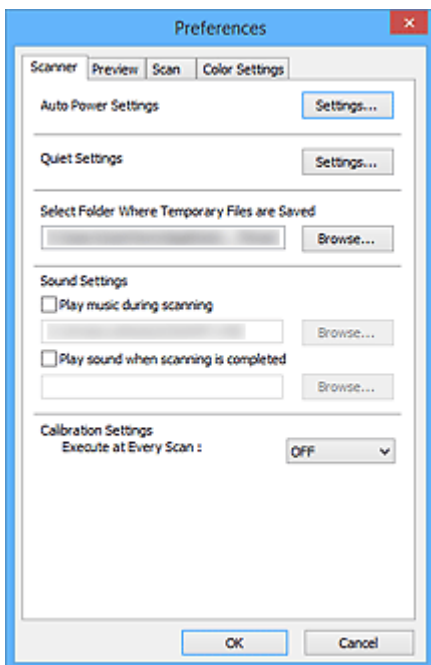 Preferences
Scanner Preview Scan Color Settings
Auto Power Settings Settings...
Quiet Settings Settings...
Select Folder Where Temporary Files are Saved
Browse...
Sound Settings
Play music during scanning
Browse...
Play sound when scanning is completed
Browse...
Calibration Settings
Execute at Every Scan : OFF
OK Cancel